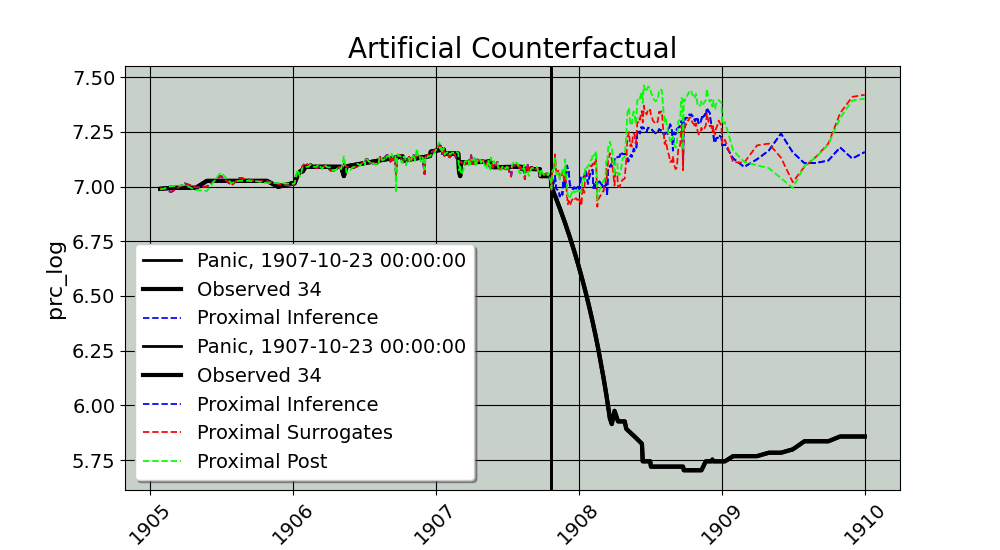 Artificial Counterfactual
prc_log
7.50
7.25
7.00
6.75
6.50
6.25
6.00
5.75
Panic, 1907-10-23 00:00:00
Observed 34
Proximal Inference
Panic, 1907-10-23 00:00:00
Observed 34
Proximal Inference
Proximal Surrogates
Proximal Post
1905
1906
1907
1908
1909
1910